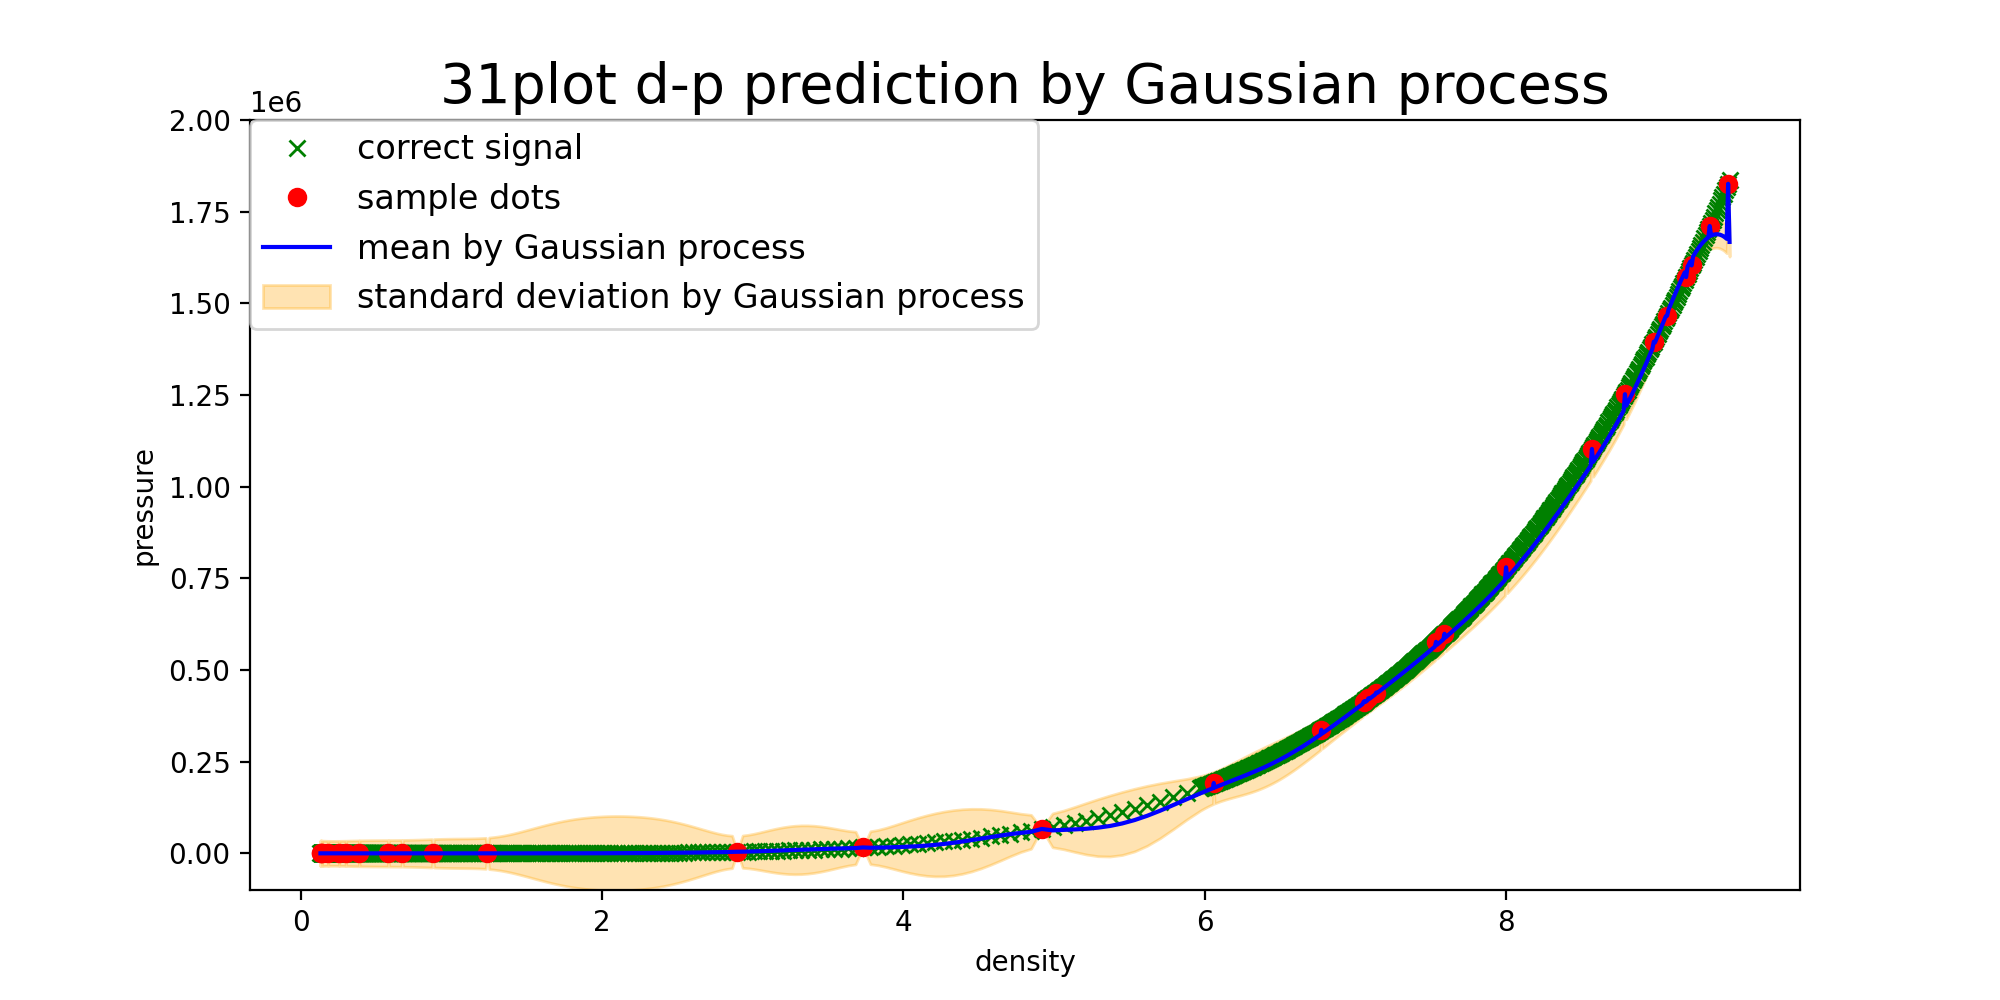 31plot d-p prediction by Gaussian process
1e6
2.00
1.75
1.50
1.25
1.00
0.75
0.50
0.25
0.00
pressure
correct signal
sample dots
mean by Gaussian process
standard deviation by Gaussian process
0 2 4 6 8
density